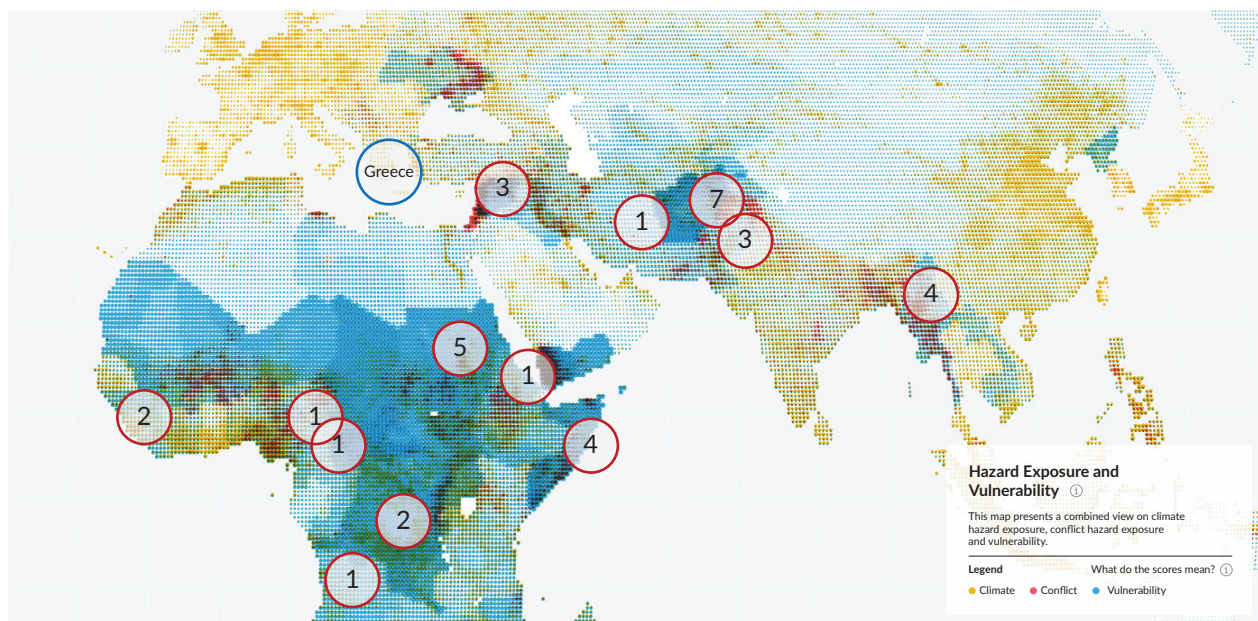 Greece
3
7
1
3
4
5
1
2
1
1
4
2
1
Hazard Exposure and
Vulnerability i
This map presents a combined view on climate
hazard exposure, conflict hazard exposure
and vulnerability.
Legend What do the scores mean? i
Climate Conflict Vulnerability